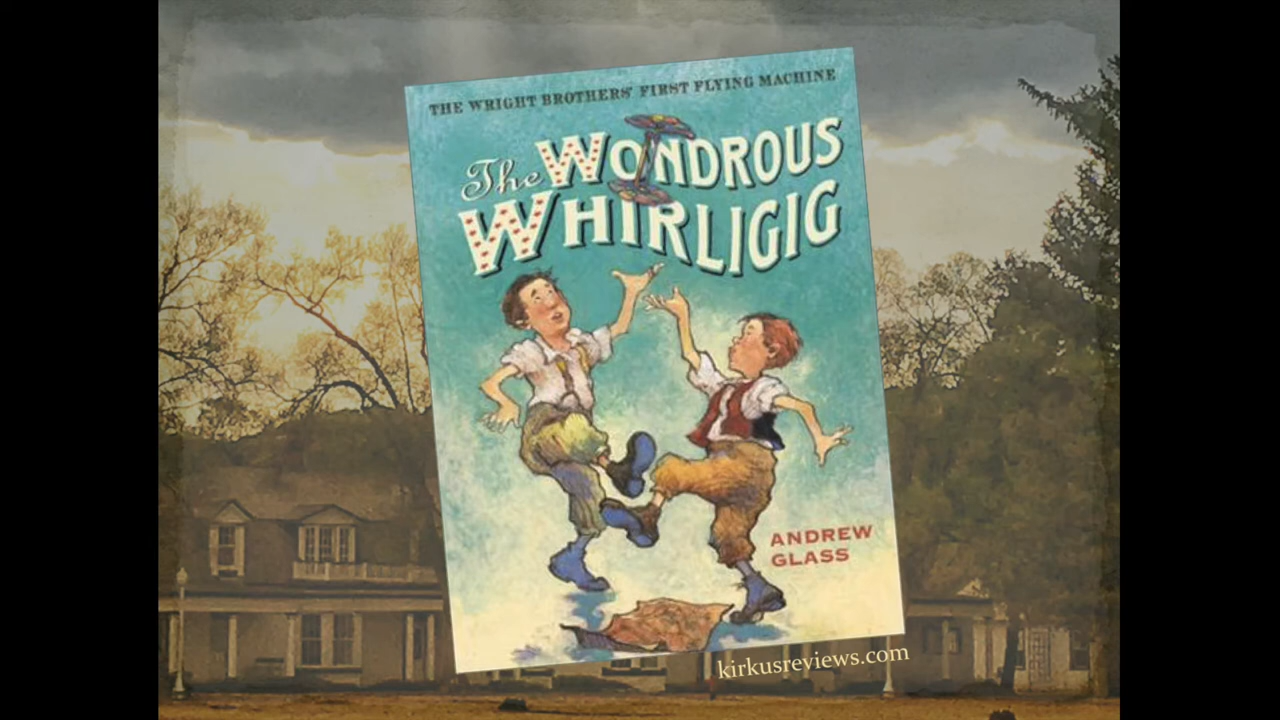 THE WRIGHT BROTHERS' FIRST FLYING MACHINE
The WONDROUS
WHIRLIGIG
ANDREW
GLASS
kirkusreviews.com